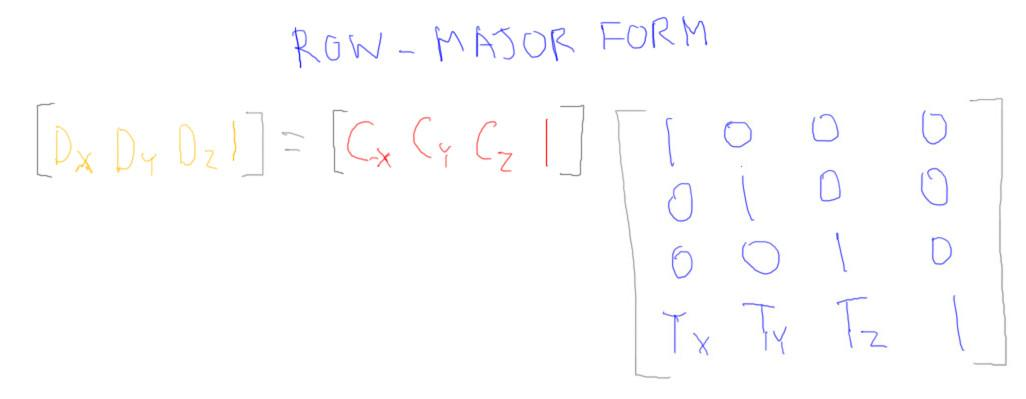 ROW-MAJOR FORM
[Dx Dy Dz 1] = [Cx Cy Cz 1] [1 0 0 0
0 1 0 0
0 0 1 0
Tx Ty Tz 1]